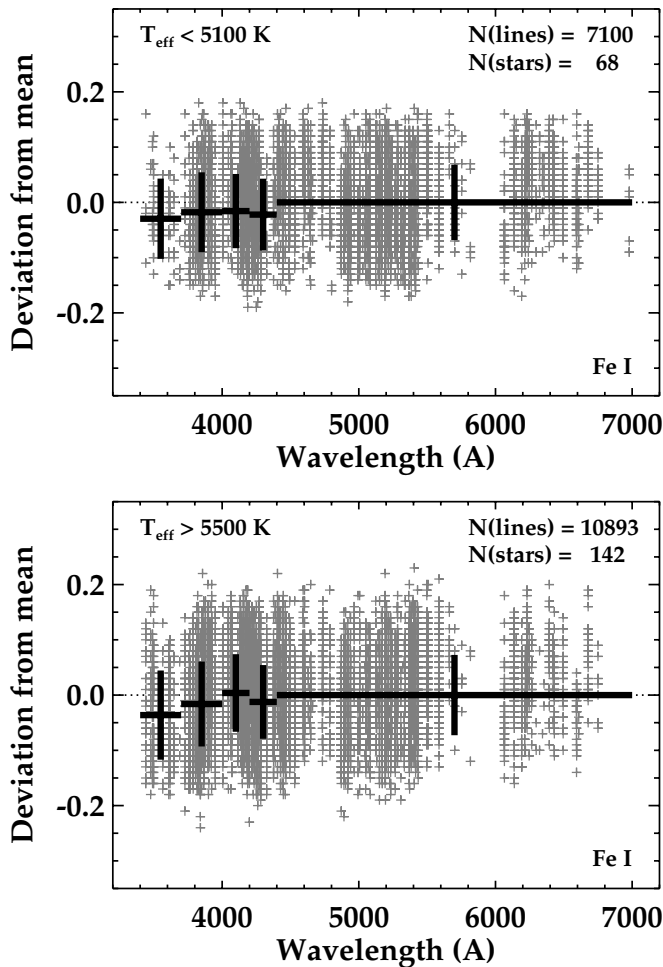 T_eff < 5100 K
N(lines) = 7100
N(stars) = 68
0.2
0.0
-0.2
Deviation from mean
Fe I
4000 5000 6000 7000
Wavelength (A)
T_eff > 5500 K
N(lines) = 10893
N(stars) = 142
0.2
0.0
-0.2
Deviation from mean
Fe I
4000 5000 6000 7000
Wavelength (A)